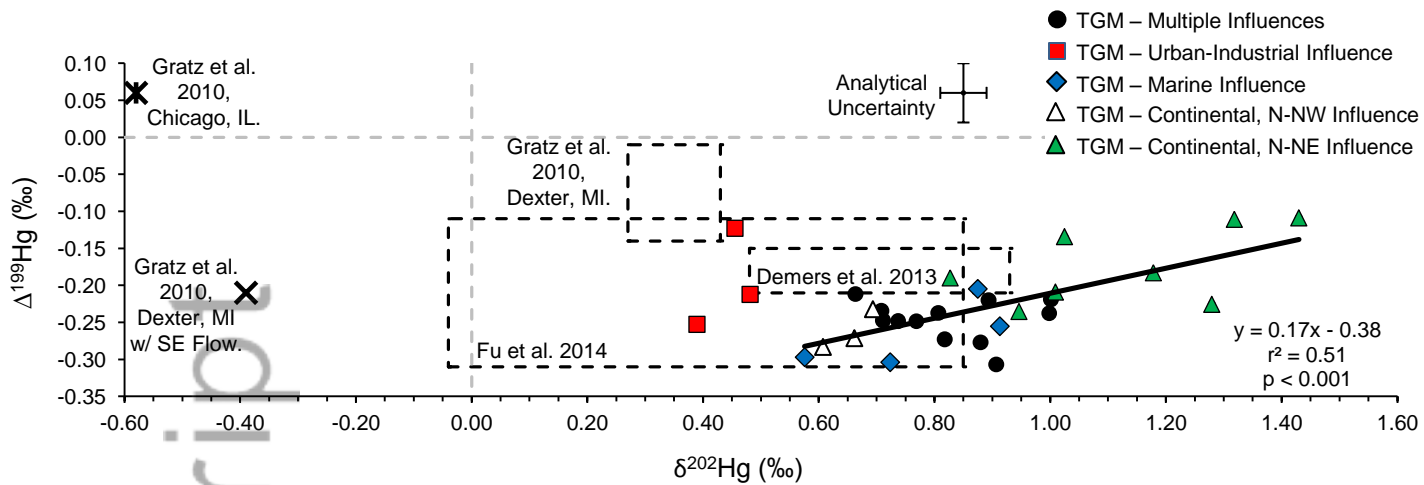 TGM – Multiple Influences
TGM – Urban-Industrial Influence
TGM – Marine Influence
TGM – Continental, N-NW Influence
TGM – Continental, N-NE Influence
Gratz et al.
2010,
Chicago, IL.
Analytical
Uncertainty
Gratz et al.
2010,
Dexter, MI.
Gratz et al.
2010,
Dexter, MI
w/ SE Flow.
Demers et al. 2013
Fu et al. 2014
y = 0.17x - 0.38
r² = 0.51
p < 0.001
Δ¹⁹⁹Hg (‰)
0.10
0.05
0.00
-0.05
-0.10
-0.15
-0.20
-0.25
-0.30
-0.35
-0.60
-0.40
-0.20
0.00
0.20
0.40
0.60
0.80
1.00
1.20
1.40
1.60
δ²⁰²Hg (‰)